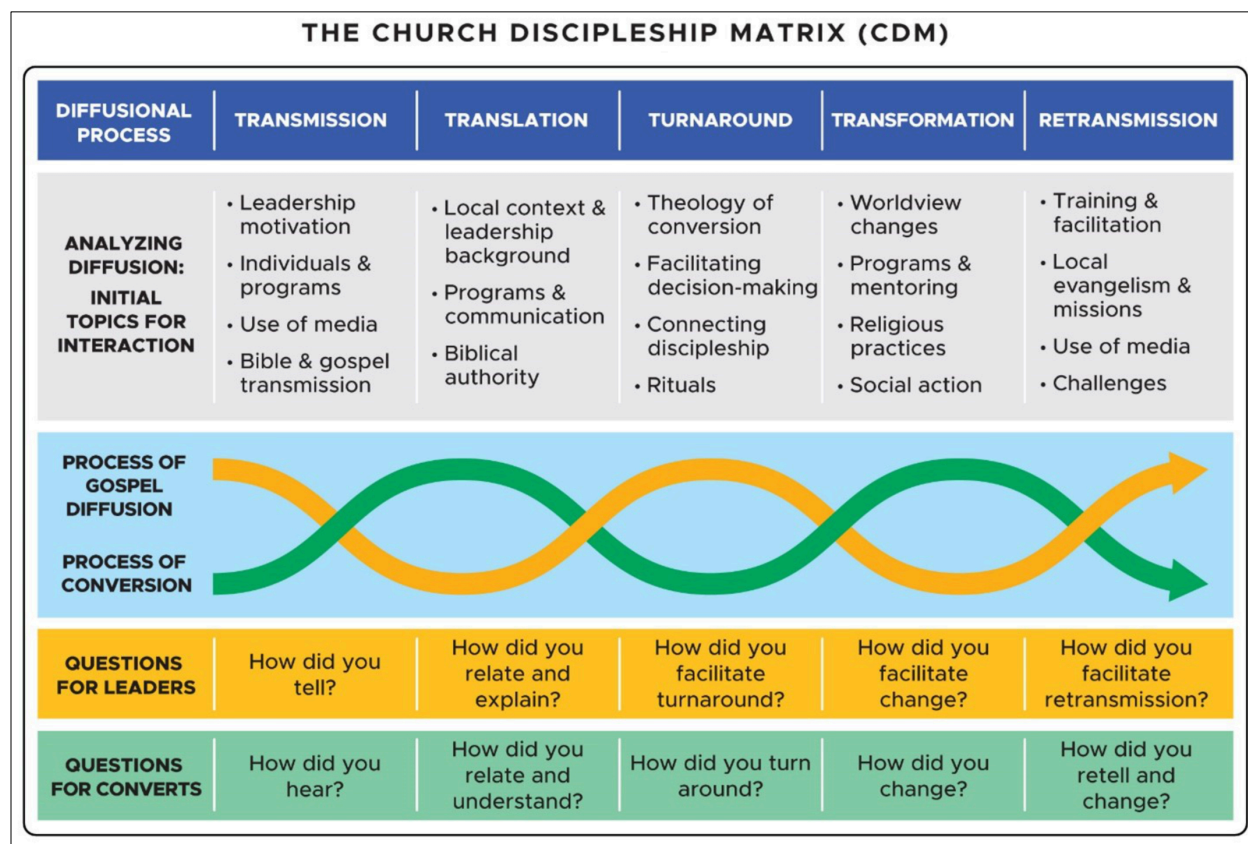 THE CHURCH DISCIPLESHIP MATRIX (CDM)
DIFFUSIONAL
PROCESS
TRANSMISSION
TRANSLATION
TURNAROUND
TRANSFORMATION
RETRANSMISSION
ANALYZING
DIFFUSION:
INITIAL
TOPICS FOR
INTERACTION
• Leadership
motivation
• Individuals &
programs
• Use of media
• Bible & gospel
transmission
• Local context &
leadership
background
• Programs &
communication
• Biblical
authority
• Theology of
conversion
• Facilitating
decision-making
• Connecting
discipleship
• Rituals
• Worldview
changes
• Programs &
mentoring
• Religious
practices
• Social action
• Training &
facilitation
• Local
evangelism &
missions
• Use of media
• Challenges
PROCESS OF
GOSPEL
DIFFUSION
PROCESS OF
CONVERSION
QUESTIONS
FOR LEADERS
How did you
tell?
How did you
relate and
explain?
How did you
facilitate
turnaround?
How did you
facilitate
change?
How did you
facilitate
retransmission?
QUESTIONS
FOR CONVERTS
How did you
hear?
How did you
relate and
understand?
How did you turn
around?
How did you
change?
How did you
retell and
change?